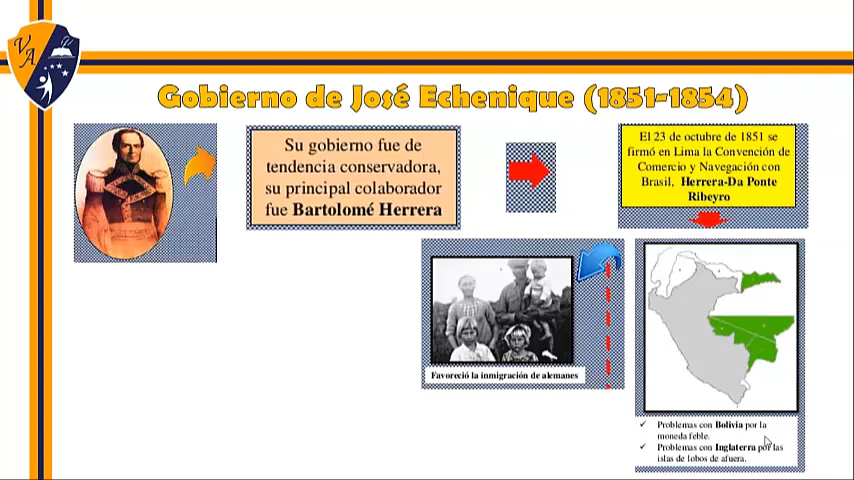 VA
Gobierno de José Echenique (1851-1854)
Su gobierno fue de
tendencia conservadora,
su principal colaborador
fue Bartolomé Herrera
El 23 de octubre de 1851 se
firmó en Lima la Convención de
Comercio y Navegación con
Brasil, Herrera-Da Ponte
Ribeyro
Favoreció la inmigración de alemanes
✓ Problemas con Bolivia por la
moneda feble.
✓ Problemas con Inglaterra por las
islas de lobos de afuera.